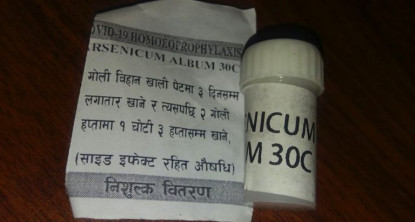 COVID-19 HOMOEOPROPHYLAXIS
ARSENICUM ALBUM 30C
गोली विहान खाली पेटमा ३ दिनसम्म
लगातार खाने र त्यसपछि २ गोली
हप्तामा १ चोटी ३ हप्तासम्म खाने,
(साइड इफेक्ट रहित औषधि)
निशुल्क वितरण
NICUM
M 30C